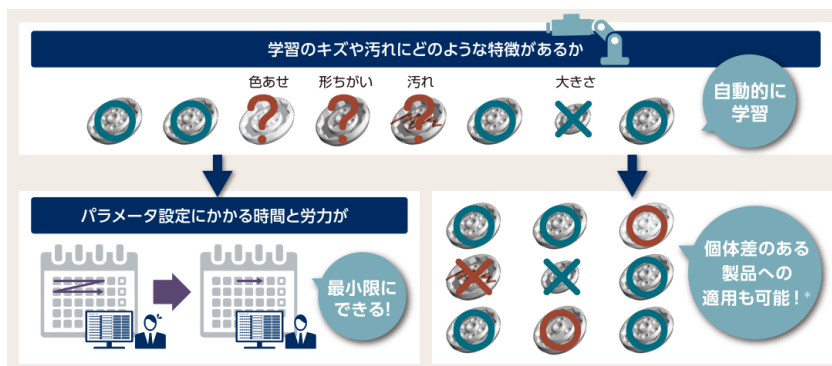 学習のキズや汚れにどのような特徴があるか
色あせ
形ちがい
汚れ
大きさ
自動的に
学習
パラメータ設定にかかる時間と労力が
最小限に
できる!
個体差のある
製品への
適用も可能!*